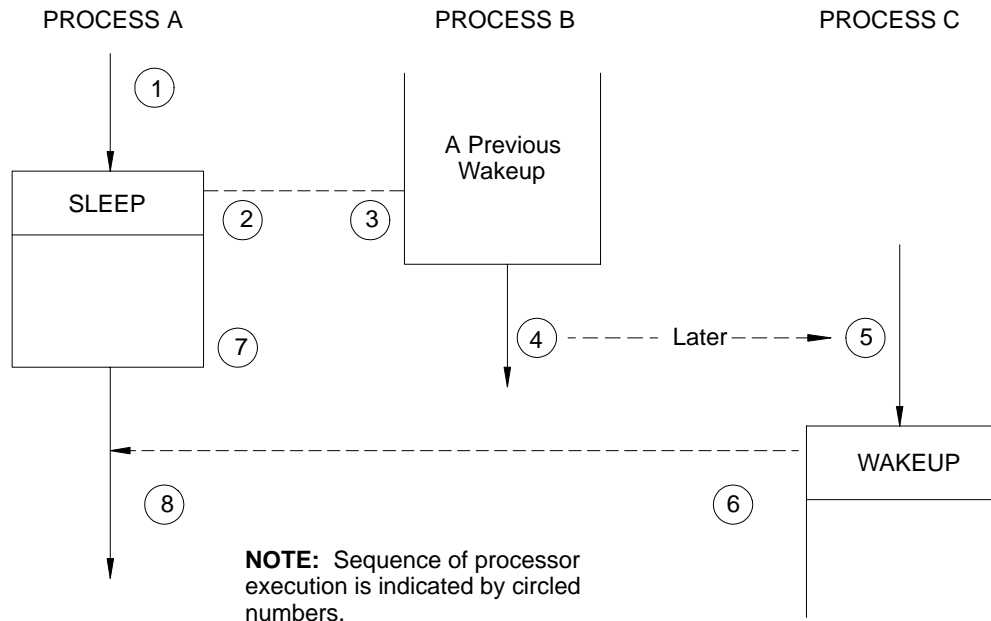 PROCESS A
PROCESS B
PROCESS C
1
A Previous
Wakeup
SLEEP
2
3
7
4
Later
5
WAKEUP
8
6
NOTE: Sequence of processor
execution is indicated by circled
numbers.